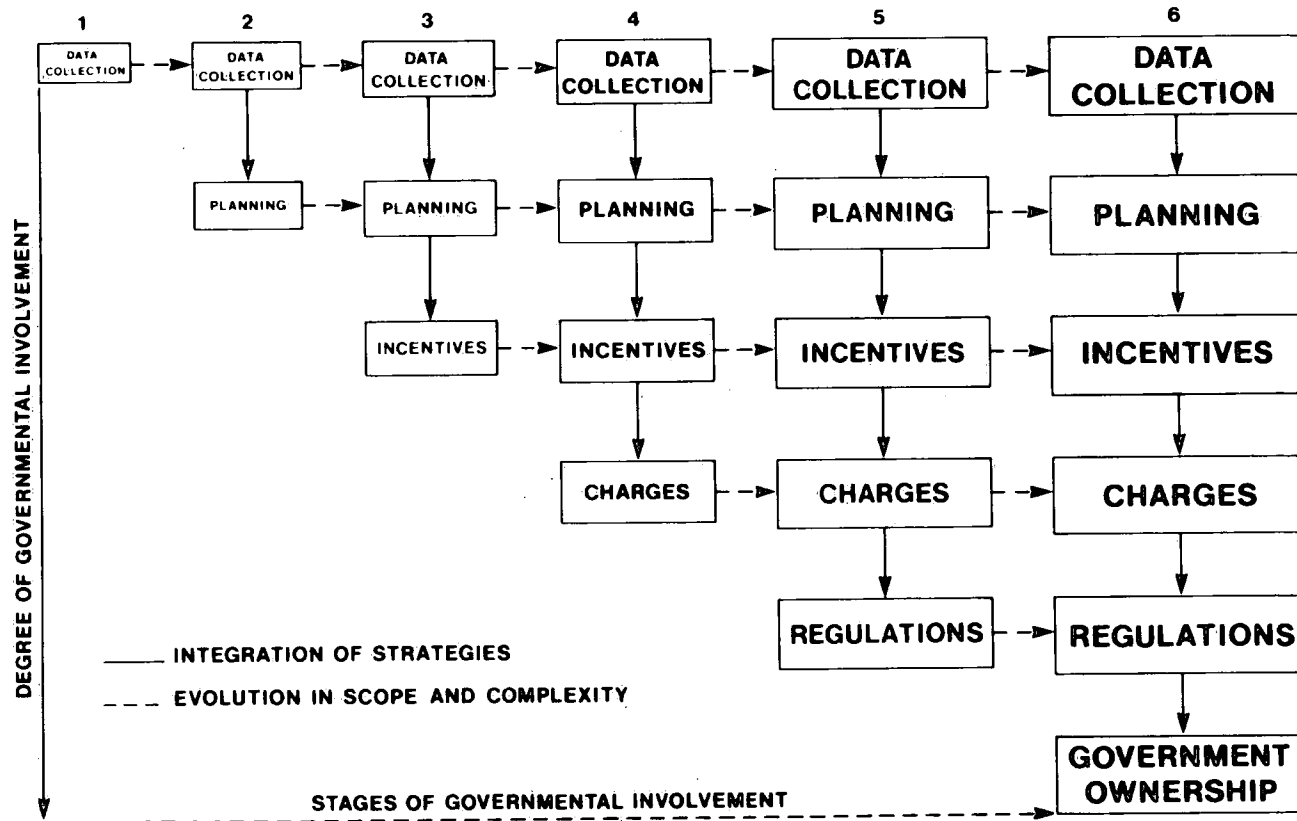 1 2 3 4 5 6
DATA COLLECTION
DATA COLLECTION
DATA COLLECTION
DATA COLLECTION
DATA COLLECTION
DATA COLLECTION
PLANNING
PLANNING
PLANNING
PLANNING
PLANNING
INCENTIVES
INCENTIVES
INCENTIVES
INCENTIVES
CHARGES
CHARGES
CHARGES
REGULATIONS
REGULATIONS
GOVERNMENT
OWNERSHIP
DEGREE OF GOVERNMENTAL INVOLVEMENT
INTEGRATION OF STRATEGIES
EVOLUTION IN SCOPE AND COMPLEXITY
STAGES OF GOVERNMENTAL INVOLVEMENT